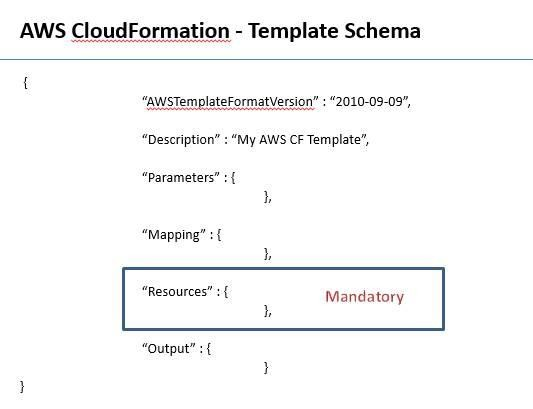 AWS CloudFormation - Template Schema
{
“AWSTemplateFormatVersion” : “2010-09-09”,
“Description” : “My AWS CF Template”,
“Parameters” : {
},
“Mapping” : {
},
“Resources” : {
Mandatory
},
“Output” : {
}
}